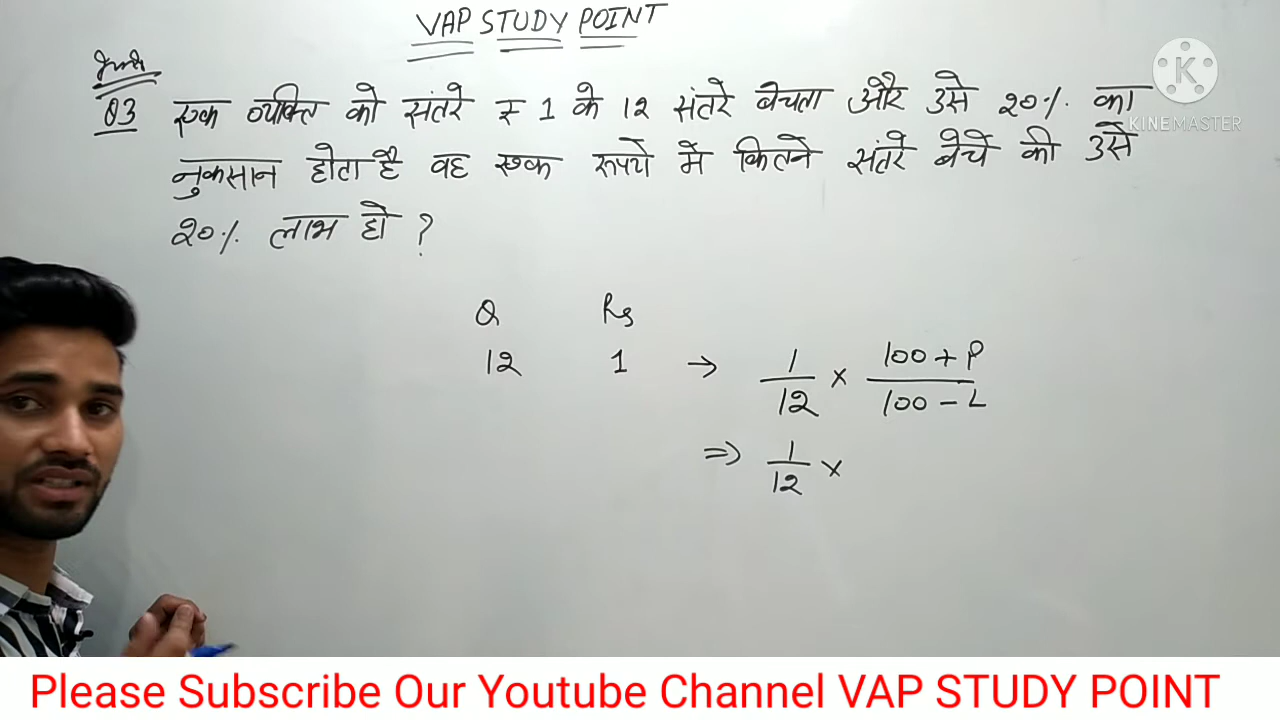 VAP STUDY POINT
Q3 एक व्यक्ति को संतरे ₹ 1 के 12 संतरे बेचता और उसे 20% का
नुकसान होता है वह एक रूपये में कितने संतरे बेचे की उसे
20% लाभ हो ?
Q Rs
12 1 → 1/12 × (100 + P)/(100 - L)
⇒ 1/12 ×
K
KINEMASTER
Please Subscribe Our Youtube Channel VAP STUDY POINT